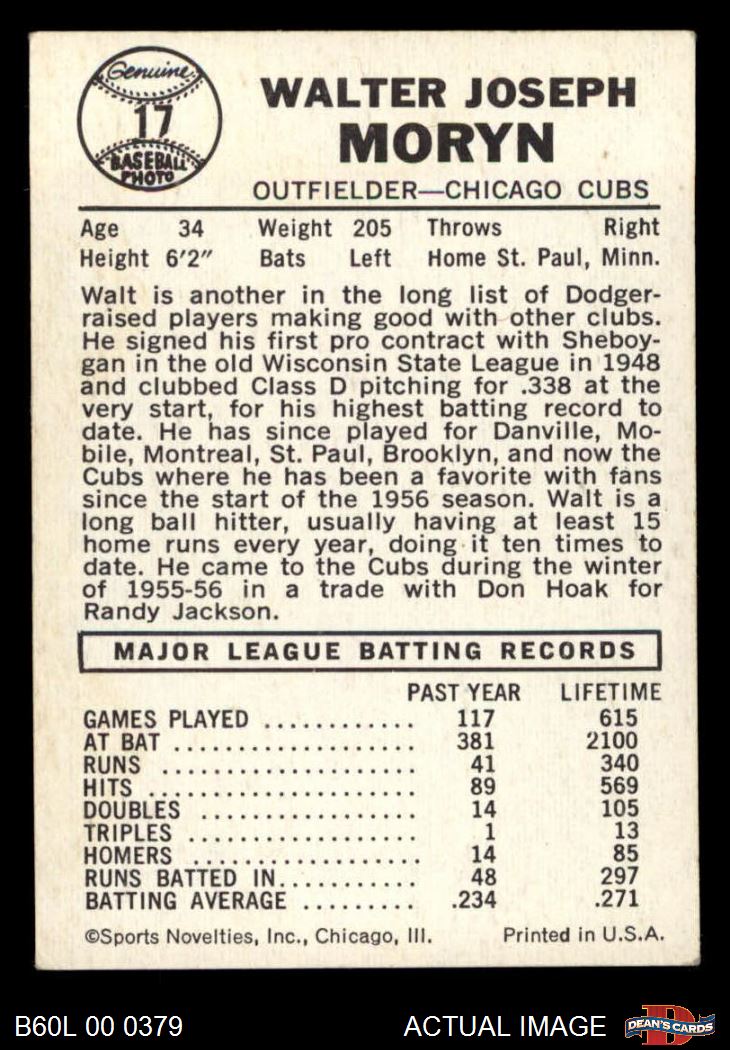 Genuine
17
BASEBALL
PHOTO
WALTER JOSEPH
MORYN
OUTFIELDER—CHICAGO CUBS
Age 34 Weight 205 Throws Right
Height 6'2" Bats Left Home St. Paul, Minn.
Walt is another in the long list of Dodger-
raised players making good with other clubs.
He signed his first pro contract with Sheboy-
gan in the old Wisconsin State League in 1948
and clubbed Class D pitching for .338 at the
very start, for his highest batting record to
date. He has since played for Danville, Mo-
bile, Montreal, St. Paul, Brooklyn, and now the
Cubs where he has been a favorite with fans
since the start of the 1956 season. Walt is a
long ball hitter, usually having at least 15
home runs every year, doing it ten times to
date. He came to the Cubs during the winter
of 1955-56 in a trade with Don Hoak for
Randy Jackson.
MAJOR LEAGUE BATTING RECORDS
PAST YEAR LIFETIME
GAMES PLAYED ............ 117 615
AT BAT ................... 381 2100
RUNS .................... 41 340
HITS ..................... 89 569
DOUBLES ................. 14 105
TRIPLES .................. 1 13
HOMERS .................. 14 85
RUNS BATTED IN........... 48 297
BATTING AVERAGE ......... .234 .271
©Sports Novelties, Inc., Chicago, Ill. Printed in U.S.A.
B60L 00 0379 ACTUAL IMAGE DEAN'S CARDS